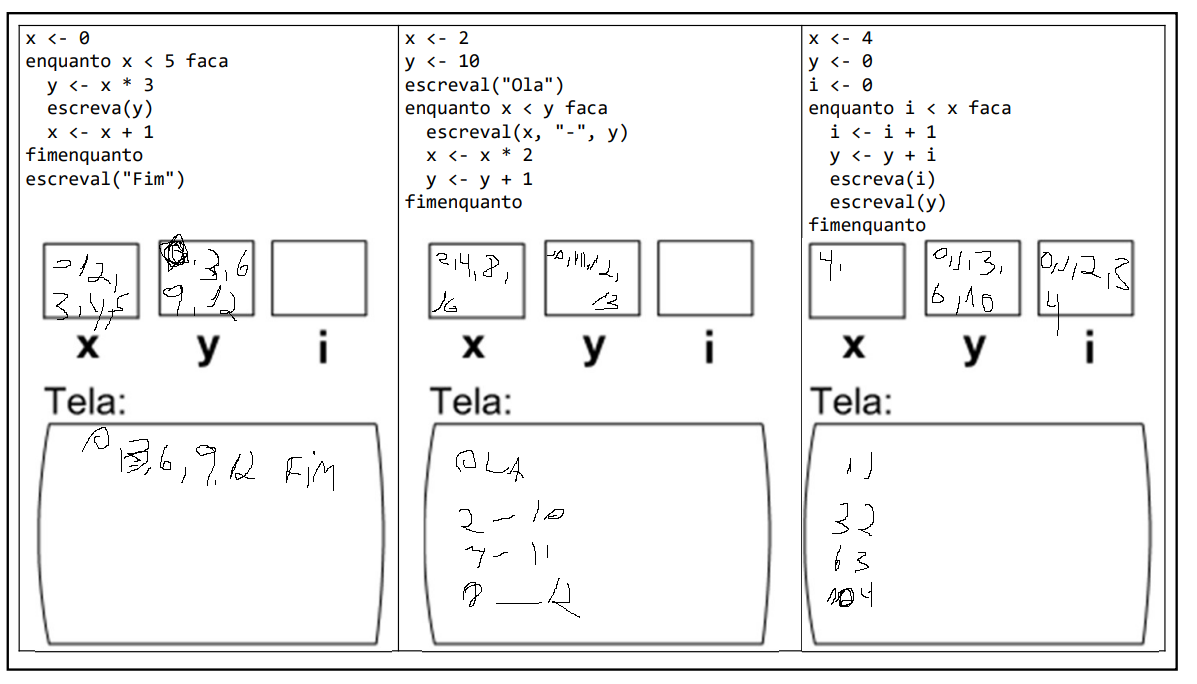 x <- 0
enquanto x < 5 faca
y <- x * 3
escreva(y)
x <- x + 1
fimenquanto
escreval("Fim")
0 1 2,
3, 4, 5
, 3, 6
9, 12
x y i
Tela:
0 3, 6, 9, 12 FiM
x <- 2
y <- 10
escreval("Ola")
enquanto x < y faca
escreval(x, "-", y)
x <- x * 2
y <- y + 1
fimenquanto
2, 4, 8,
16
10, 11, 12,
13
x y i
Tela:
OLA
2 - 10
4 - 11
8 - 12
x <- 4
y <- 0
i <- 0
enquanto i < x faca
i <- i + 1
y <- y + i
escreva(i)
escreval(y)
fimenquanto
4,
0, 1, 3,
6, 10
0, 1, 2, 3
4
x y i
Tela:
11
32
63
104